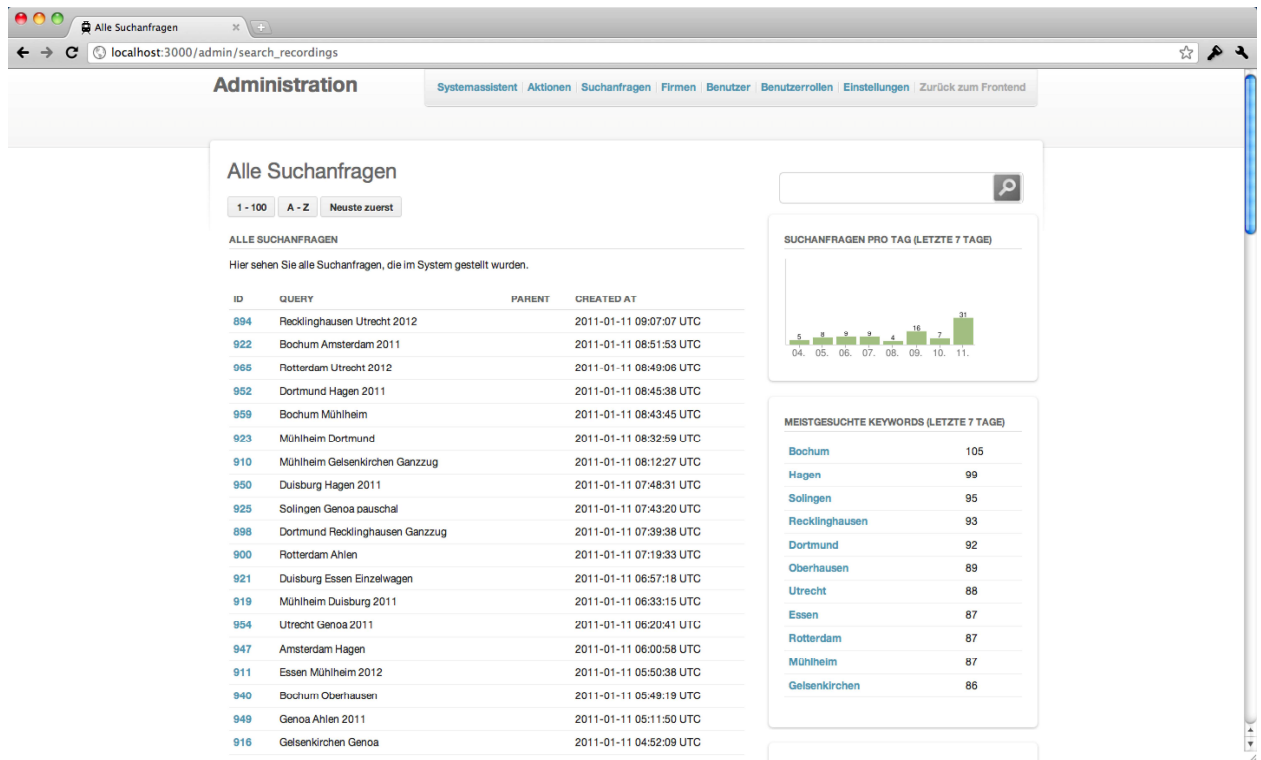 Alle Suchanfragen
localhost:3000/admin/search_recordings
Administration
Systemassistent Aktionen Suchanfragen Firmen Benutzer Benutzerrollen Einstellungen Zurück zum Frontend
Alle Suchanfragen
1 - 100 A - Z Neuste zuerst
ALLE SUCHANFRAGEN
Hier sehen Sie alle Suchanfragen, die im System gestellt wurden.
ID QUERY PARENT CREATED AT
894 Recklinghausen Utrecht 2012 2011-01-11 09:07:07 UTC
922 Bochum Amsterdam 2011 2011-01-11 08:51:53 UTC
965 Rotterdam Utrecht 2012 2011-01-11 08:49:06 UTC
952 Dortmund Hagen 2011 2011-01-11 08:45:38 UTC
959 Bochum Mühlheim 2011-01-11 08:43:45 UTC
923 Mühlheim Dortmund 2011-01-11 08:32:59 UTC
910 Mühlheim Gelsenkirchen Ganzzug 2011-01-11 08:12:27 UTC
950 Duisburg Hagen 2011 2011-01-11 07:48:31 UTC
925 Solingen Genoa pauschal 2011-01-11 07:43:20 UTC
898 Dortmund Recklinghausen Ganzzug 2011-01-11 07:39:38 UTC
900 Rotterdam Ahlen 2011-01-11 07:19:33 UTC
921 Duisburg Essen Einzelwagen 2011-01-11 06:57:18 UTC
919 Mühlheim Duisburg 2011 2011-01-11 06:33:15 UTC
954 Utrecht Genoa 2011 2011-01-11 06:20:41 UTC
947 Amsterdam Hagen 2011-01-11 06:00:58 UTC
911 Essen Mühlheim 2012 2011-01-11 05:50:38 UTC
940 Bochum Oberhausen 2011-01-11 05:49:19 UTC
949 Genoa Ahlen 2011 2011-01-11 05:11:50 UTC
916 Gelsenkirchen Genoa 2011-01-11 04:52:09 UTC
SUCHANFRAGEN PRO TAG (LETZTE 7 TAGE)
5 8 9 9 4 16 7 31
04. 05. 06. 07. 08. 09. 10. 11.
MEISTGESUCHTE KEYWORDS (LETZTE 7 TAGE)
Bochum 105
Hagen 99
Solingen 95
Recklinghausen 93
Dortmund 92
Oberhausen 89
Utrecht 88
Essen 87
Rotterdam 87
Mühlheim 87
Gelsenkirchen 86